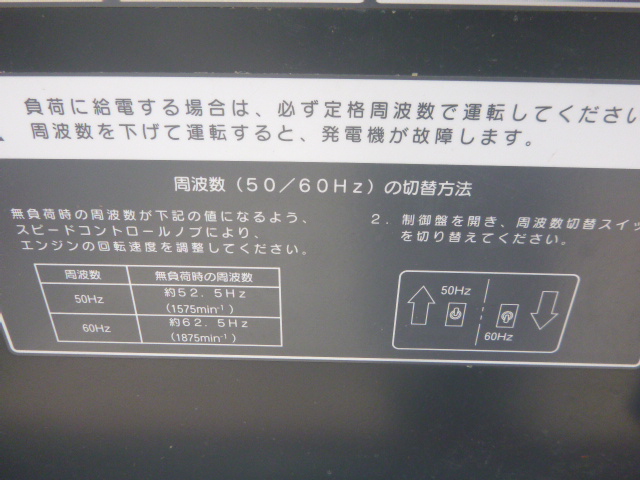 負荷に給電する場合は、必ず定格周波数で運転してください
周波数を下げて運転すると、発電機が故障します。
周波数(50/60Hz)の切替方法
無負荷時の周波数が下記の値になるよう、
スピードコントロールノブにより、
エンジンの回転速度を調整してください。
周波数 無負荷時の周波数
50Hz 約52.5Hz
(1575min⁻¹)
60Hz 約62.5Hz
(1875min⁻¹)
2. 制御盤を開き、周波数切替スイッ
を切り替えてください。
50Hz
60Hz